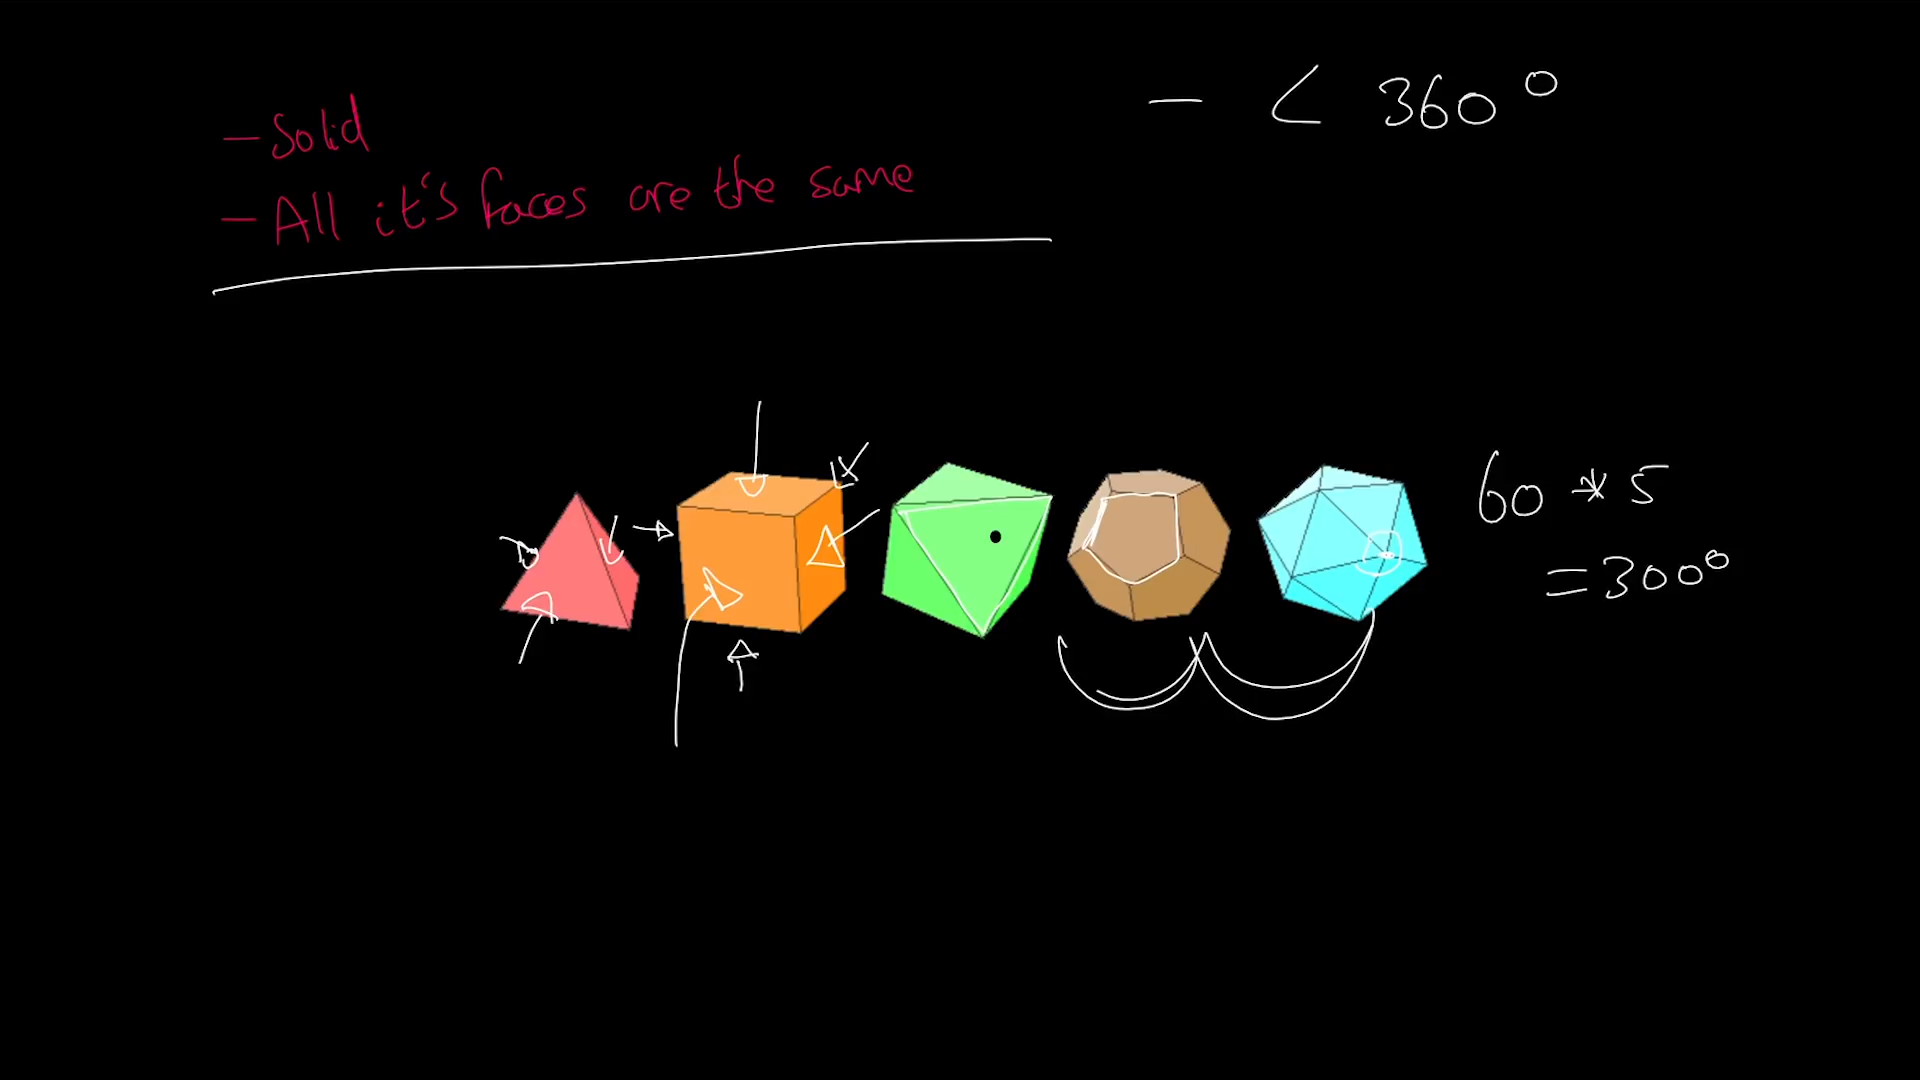 - Solid
- All it's faces are the same
- < 360°
60 * 5
= 300°